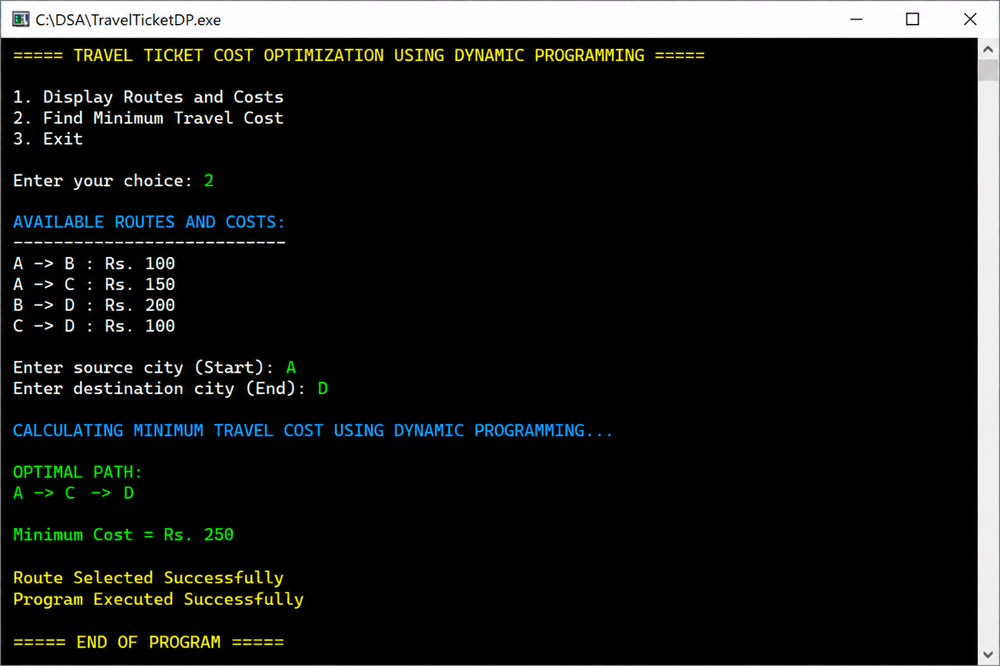 C:\DSA\TravelTicketDP.exe
===== TRAVEL TICKET COST OPTIMIZATION USING DYNAMIC PROGRAMMING =====
1. Display Routes and Costs
2. Find Minimum Travel Cost
3. Exit
Enter your choice: 2
AVAILABLE ROUTES AND COSTS:
---------------------------
A -> B : Rs. 100
A -> C : Rs. 150
B -> D : Rs. 200
C -> D : Rs. 100
Enter source city (Start): A
Enter destination city (End): D
CALCULATING MINIMUM TRAVEL COST USING DYNAMIC PROGRAMMING...
OPTIMAL PATH:
A -> C -> D
Minimum Cost = Rs. 250
Route Selected Successfully
Program Executed Successfully
===== END OF PROGRAM =====